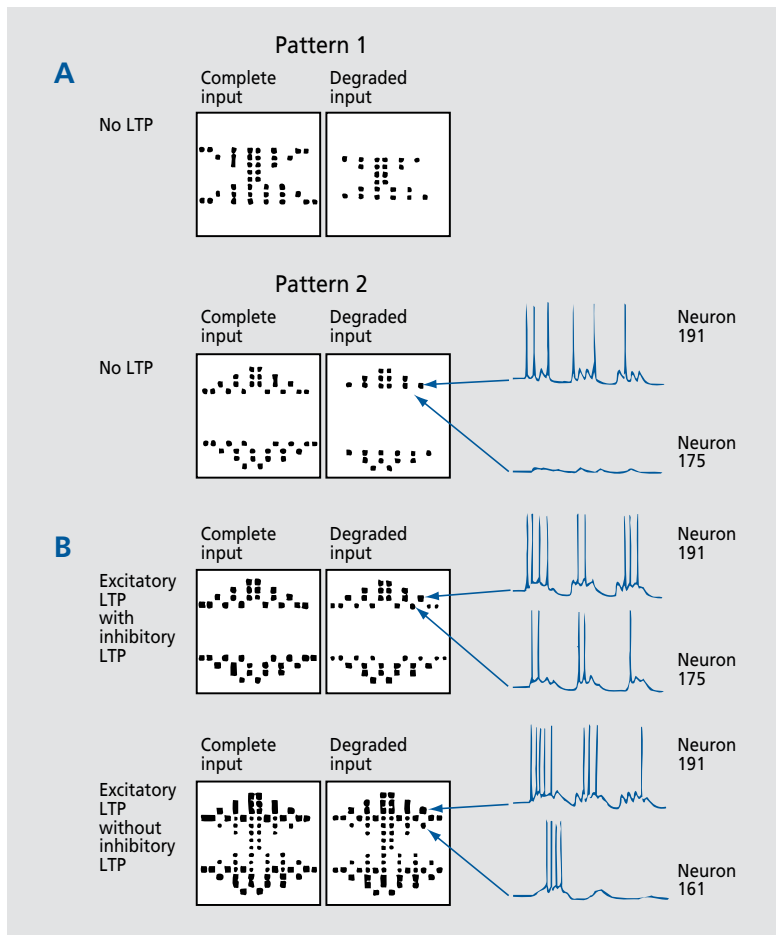 Pattern 1
A
Complete
input
Degraded
input
No LTP
Pattern 2
Complete
input
Degraded
input
No LTP
Neuron
191
Neuron
175
B
Complete
input
Degraded
input
Excitatory
LTP
with
inhibitory
LTP
Neuron
191
Neuron
175
Complete
input
Degraded
input
Excitatory
LTP
without
inhibitory
LTP
Neuron
191
Neuron
161